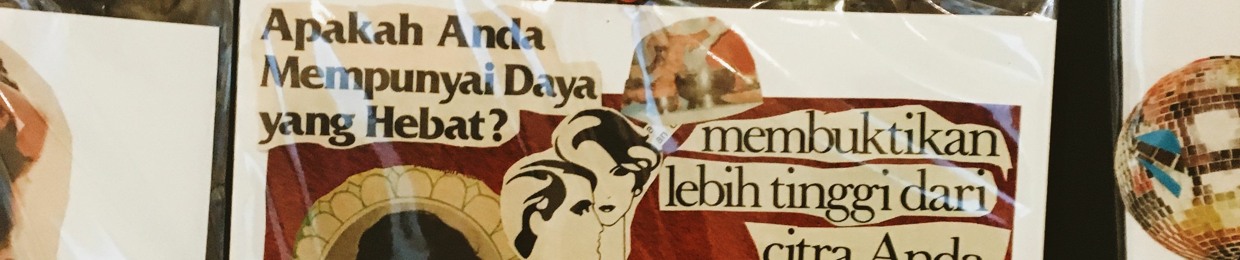 Apakah Anda
Mempunyai Daya
yang Hebat?
membuktikan
lebih tinggi dari
citra Anda